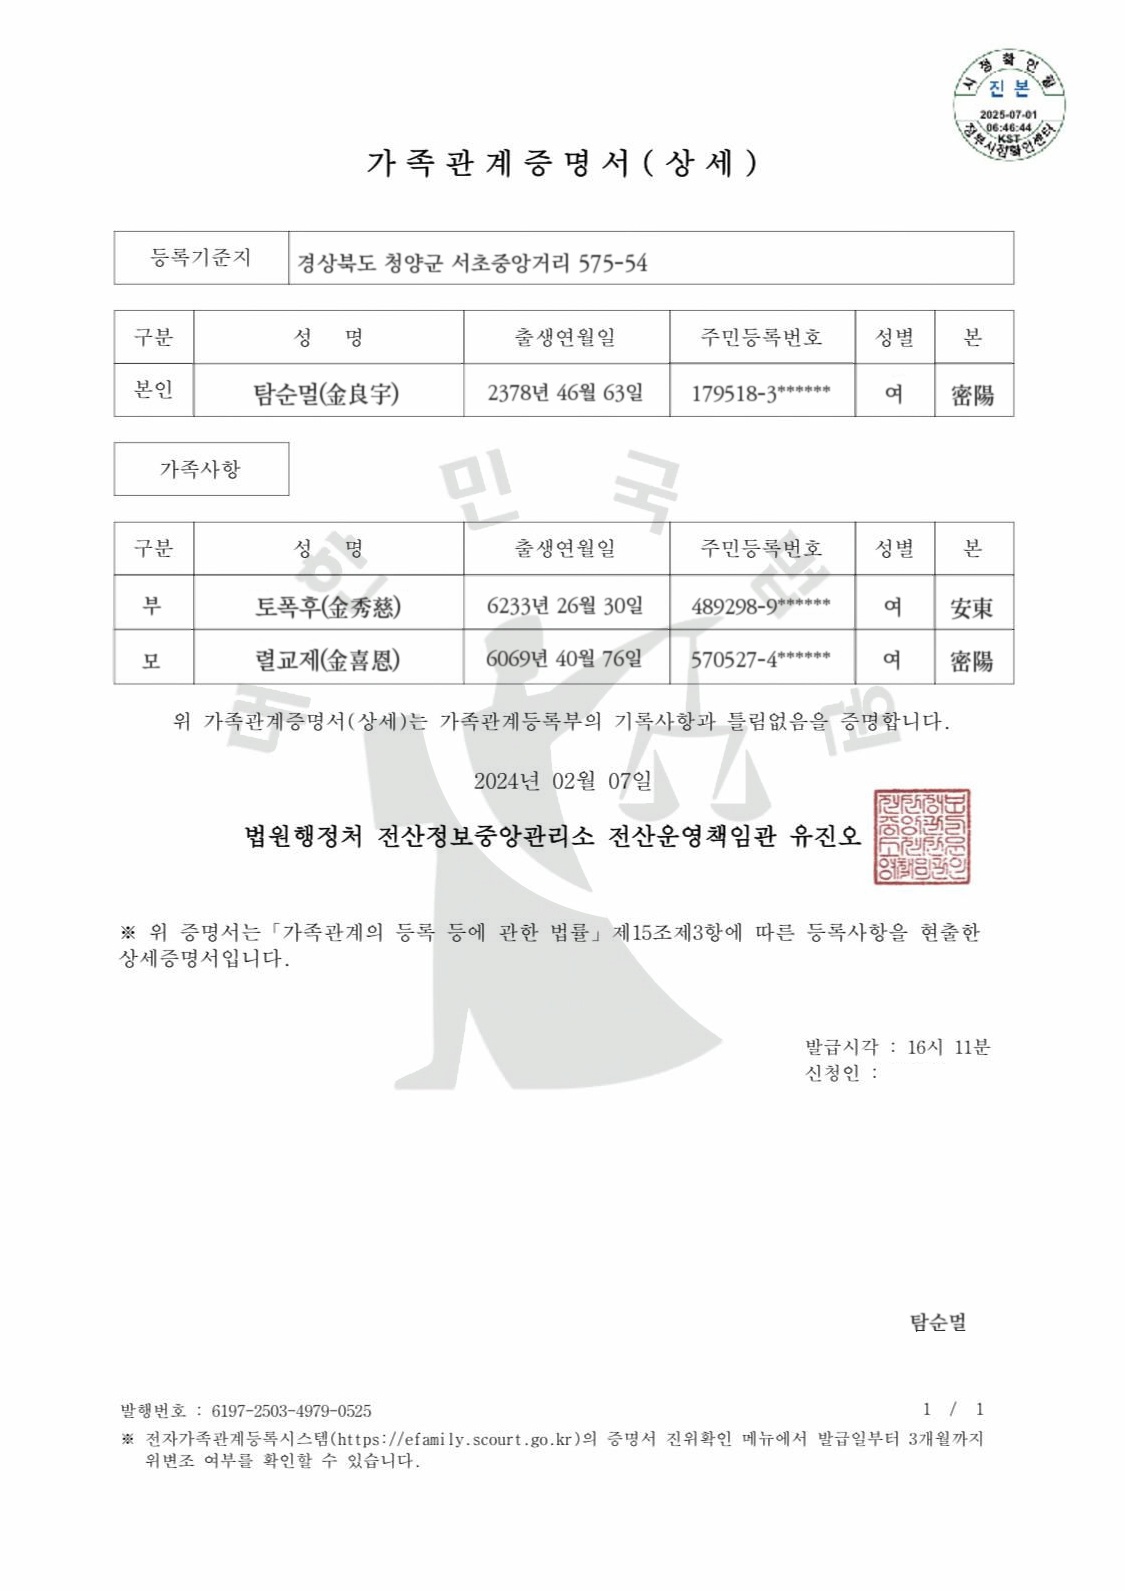 시점확인필
진본
2025-07-01
06:46:44
KST
정부시점확인센터
가족관계증명서(상세)
등록기준지 경상북도 청양군 서초중앙거리 575-54
구분 성 명 출생연월일 주민등록번호 성별 본
본인 탐순멀(金良宇) 2378년 46월 63일 179518-3****** 여 密陽
가족사항
구분 성 명 출생연월일 주민등록번호 성별 본
부 토폭후(金秀慈) 6233년 26월 30일 489298-9****** 여 安東
모 렬교제(金喜恩) 6069년 40월 76일 570527-4****** 여 密陽
대한민국법원
위 가족관계증명서(상세)는 가족관계등록부의 기록사항과 틀림없음을 증명합니다.
2024년 02월 07일
법원행정처 전산정보중앙관리소 전산운영책임관 유진오
※ 위 증명서는「가족관계의 등록 등에 관한 법률」제15조제3항에 따른 등록사항을 현출한
상세증명서입니다.
발급시각 : 16시 11분
신청인 :
탐순멀
발행번호 : 6197-2503-4979-0525
1 / 1
※ 전자가족관계등록시스템(https://efamily.scourt.go.kr)의 증명서 진위확인 메뉴에서 발급일부터 3개월까지
위변조 여부를 확인할 수 있습니다.